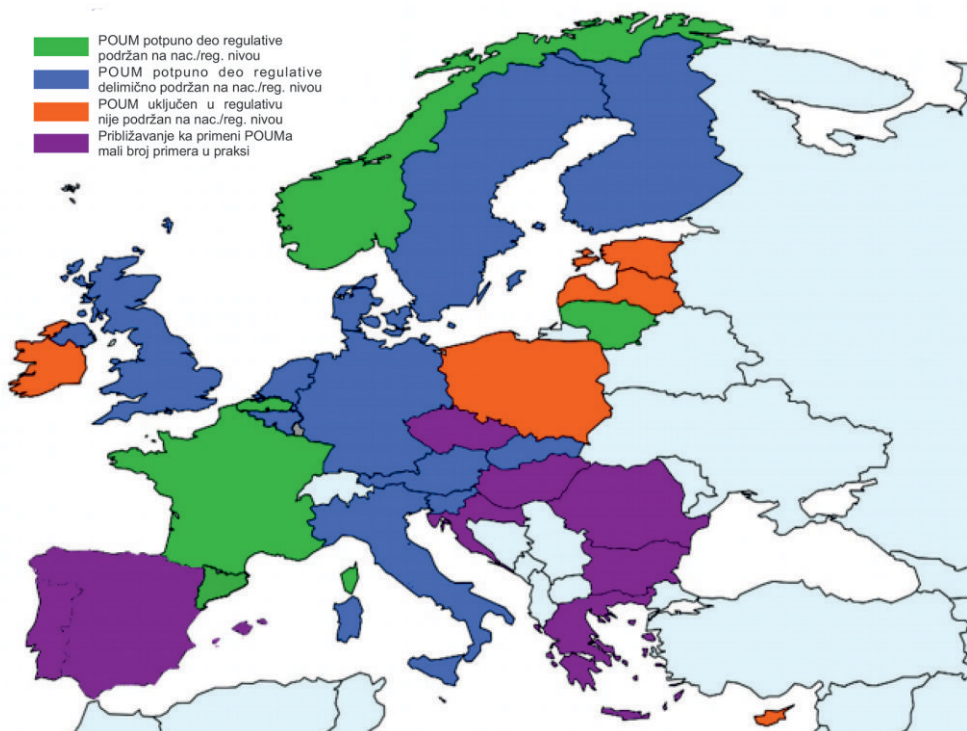 POUM potpuno deo regulative
podržan na nac./reg. nivou
POUM potpuno deo regulative
delimično podržan na nac./reg. nivou
POUM uključen u regulativu
nije podržan na nac./reg. nivou
Približavanje ka primeni POUMa
mali broj primera u praksi